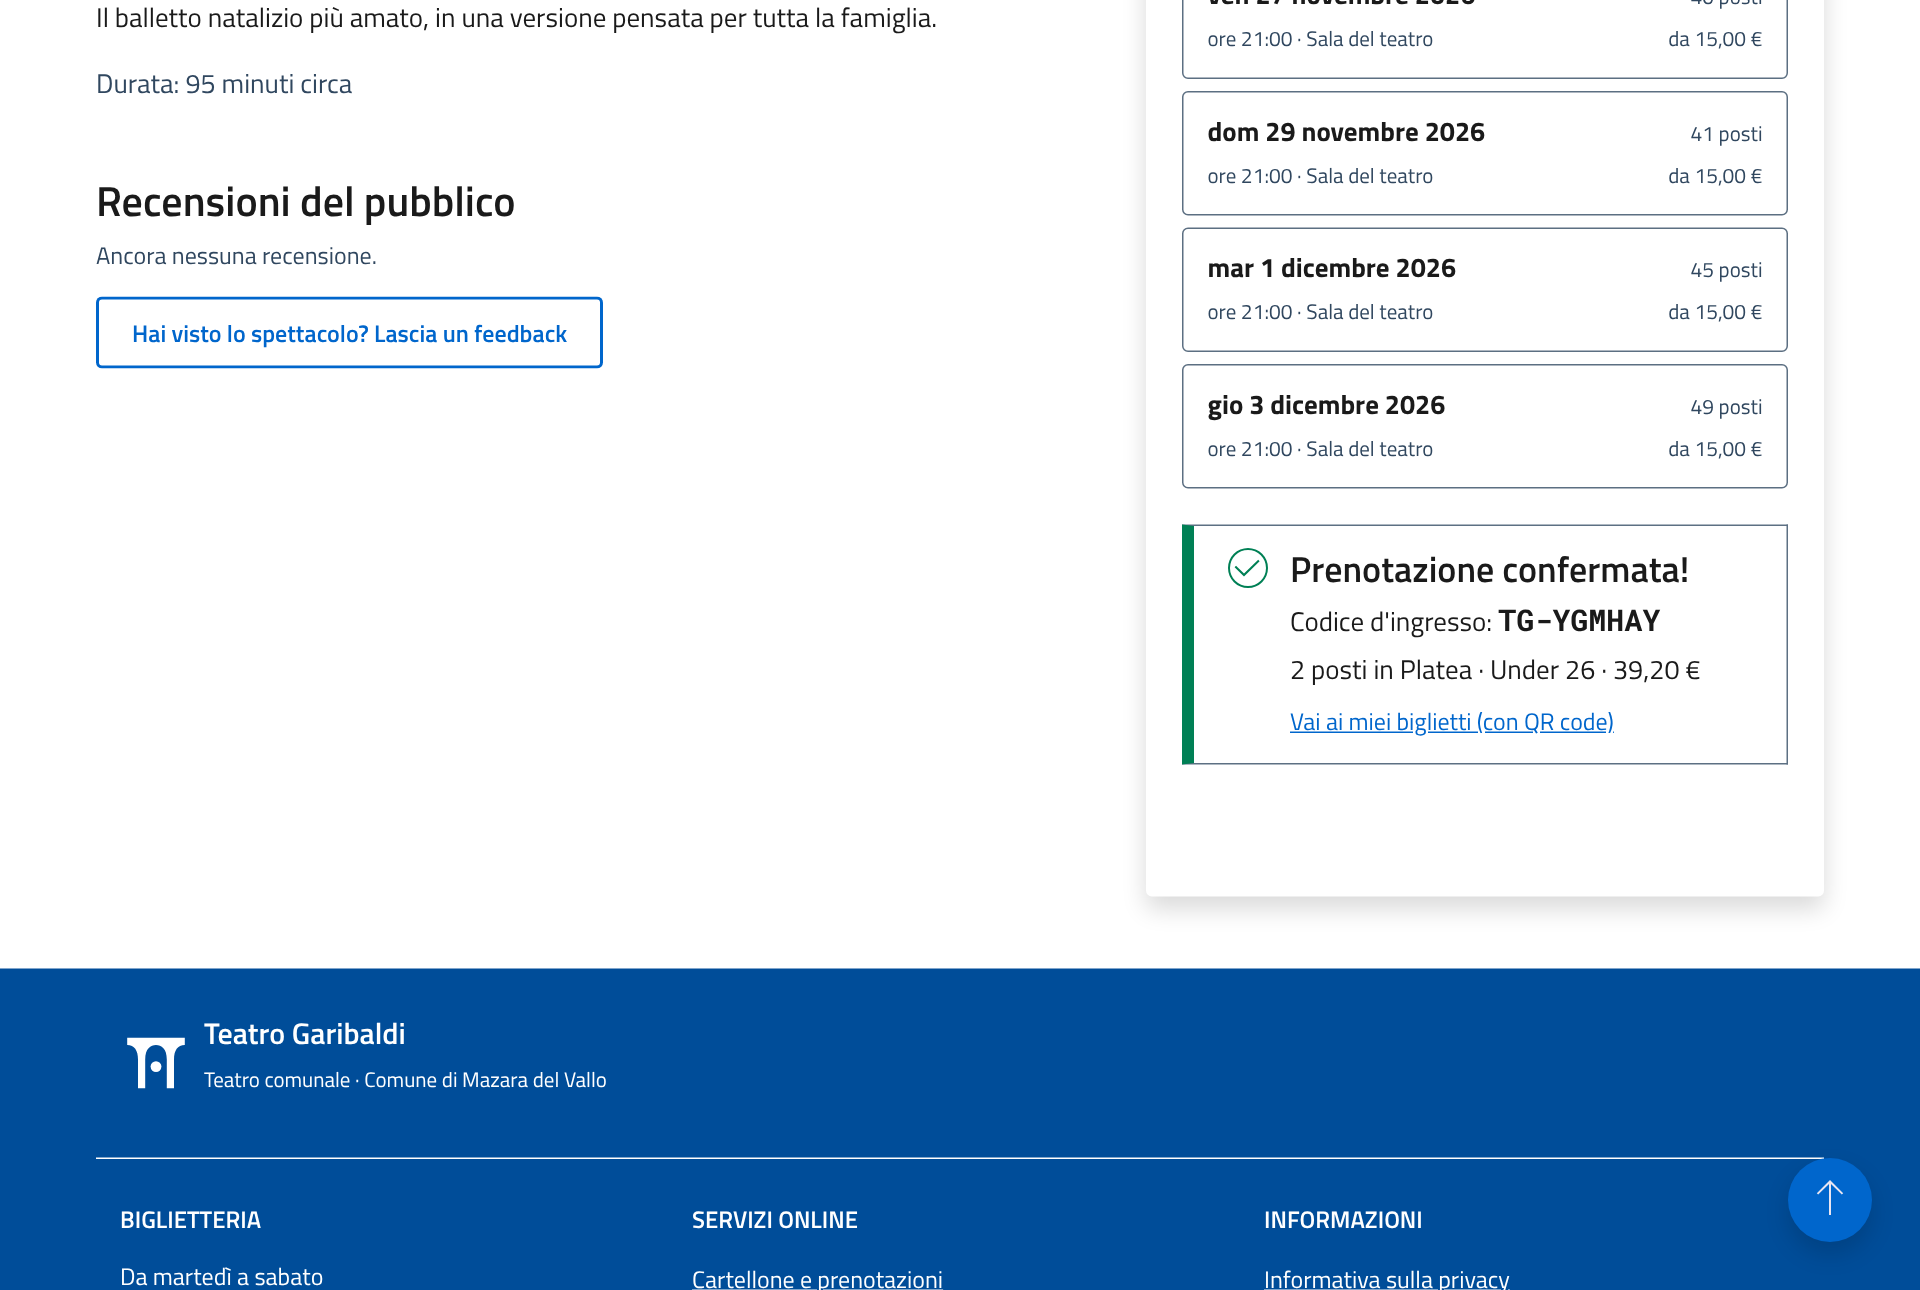 Il balletto natalizio più amato, in una versione pensata per tutta la famiglia.
Durata: 95 minuti circa
Recensioni del pubblico
Ancora nessuna recensione.
Hai visto lo spettacolo? Lascia un feedback
ven 27 novembre 2026
posti
ore 21:00 · Sala del teatro
da 15,00 €
dom 29 novembre 2026
41 posti
ore 21:00 · Sala del teatro
da 15,00 €
mar 1 dicembre 2026
45 posti
ore 21:00 · Sala del teatro
da 15,00 €
gio 3 dicembre 2026
49 posti
ore 21:00 · Sala del teatro
da 15,00 €
Prenotazione confermata!
Codice d'ingresso: TG-YGMHAY
2 posti in Platea · Under 26 · 39,20 €
Vai ai miei biglietti (con QR code)
Teatro Garibaldi
Teatro comunale · Comune di Mazara del Vallo
BIGLIETTERIA
Da martedì a sabato
SERVIZI ONLINE
Cartellone e prenotazioni
INFORMAZIONI
Informativa sulla privacy